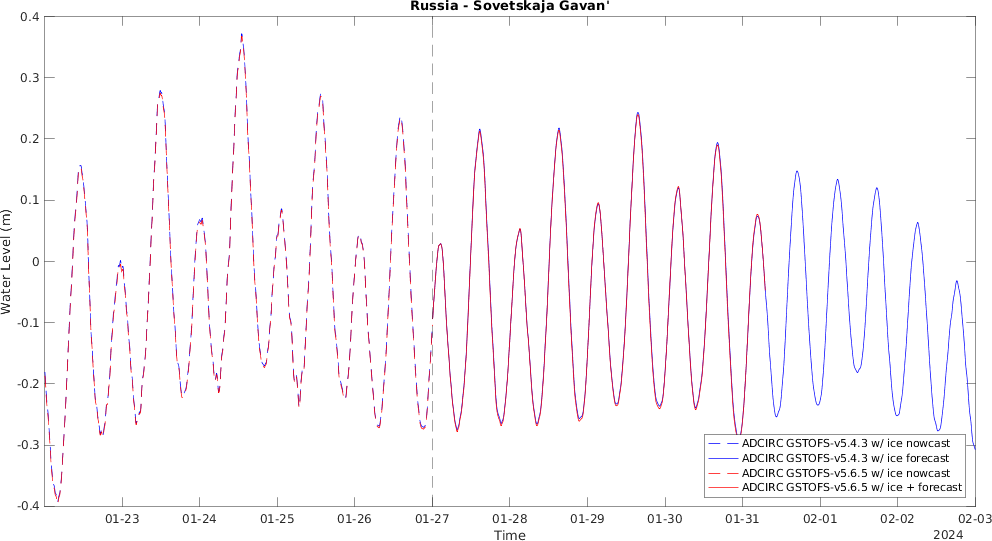 Russia - Sovetskaja Gavan'
0.4
0.3
0.2
0.1
0
-0.1
-0.2
-0.3
-0.4
Water Level (m)
ADCIRC GSTOFS-v5.4.3 w/ ice nowcast
ADCIRC GSTOFS-v5.4.3 w/ ice forecast
ADCIRC GSTOFS-v5.6.5 w/ ice nowcast
ADCIRC GSTOFS-v5.6.5 w/ ice + forecast
01-23 01-24 01-25 01-26 01-27 01-28 01-29 01-30 01-31 02-01 02-02 02-03
Time
2024